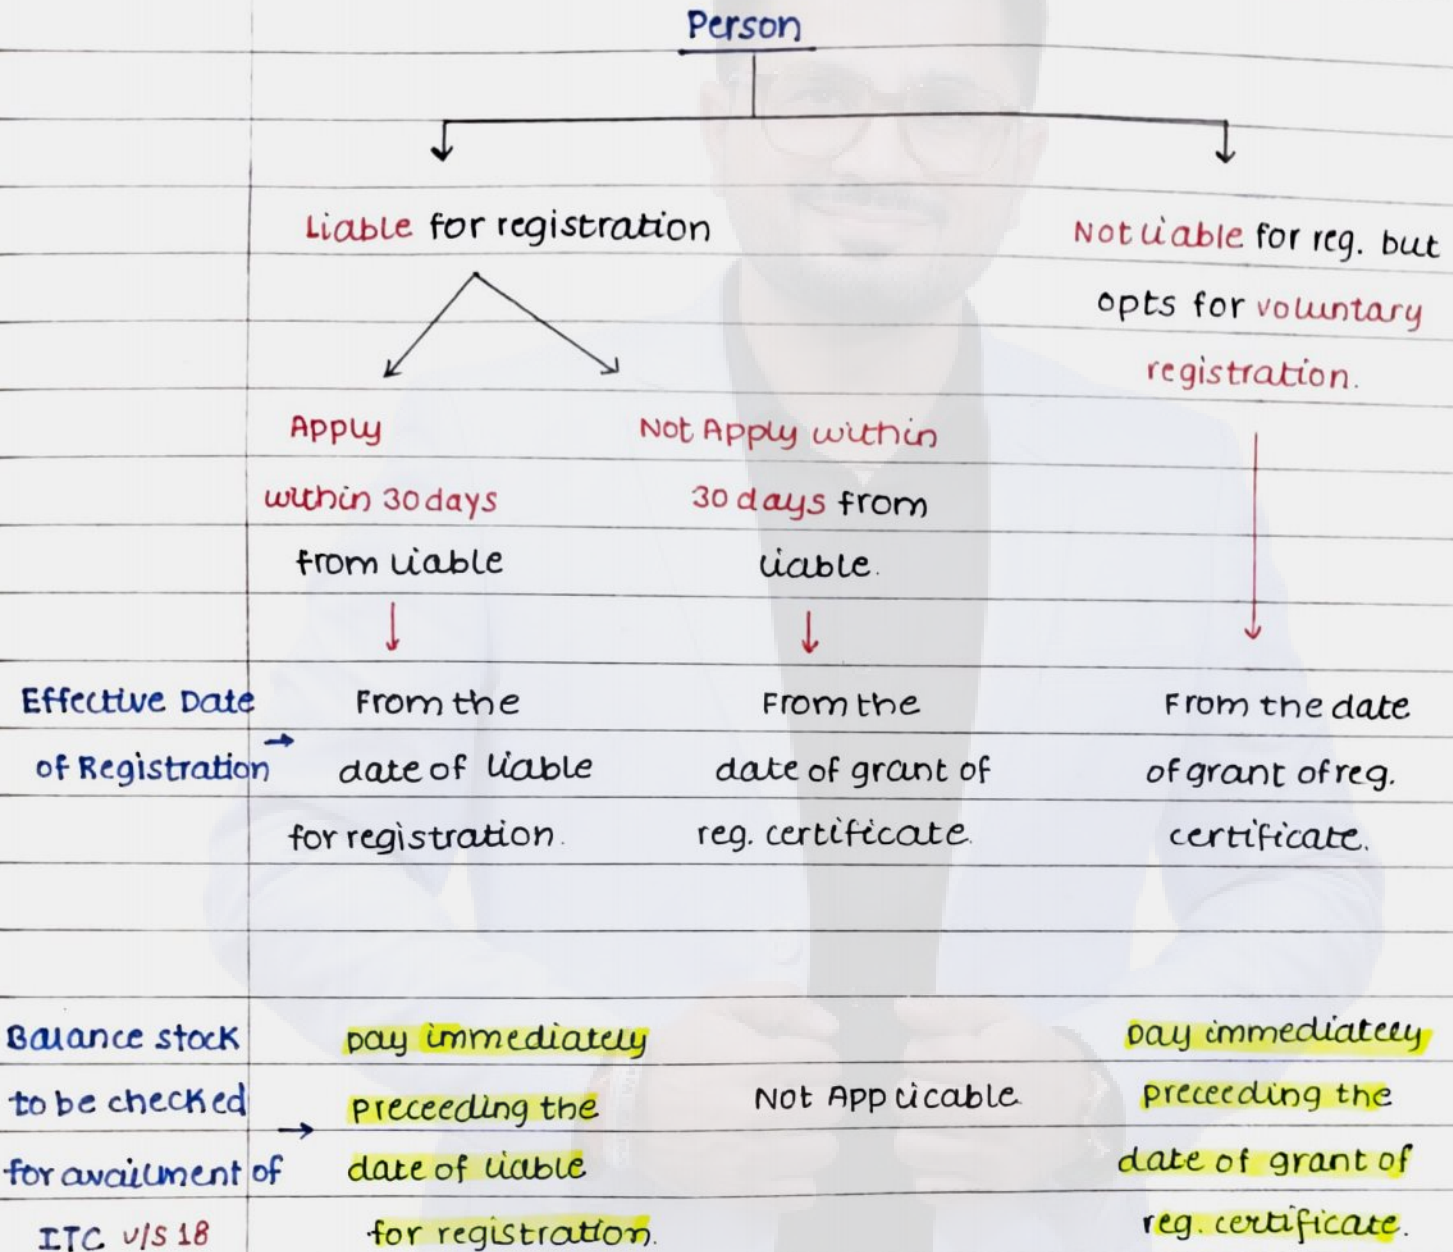 Person
Liable for registration
Not liable for reg. but
opts for voluntary
registration.
Apply
within 30 days
from liable
Not Apply within
30 days from
liable.
Effective Date
of Registration →
From the
date of liable
for registration.
From the
date of grant of
reg. certificate.
From the date
of grant of reg.
certificate.
Balance stock
to be checked
for availment of →
ITC u/s 18
pay immediately
preceeding the
date of liable
for registration.
Not Applicable
pay immediately
preceeding the
date of grant of
reg. certificate.